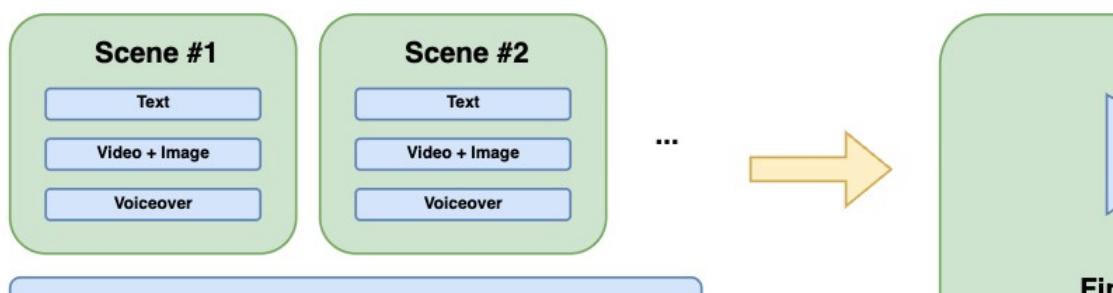 Scene #1
Text
Video + Image
Voiceover
Scene #2
Text
Video + Image
Voiceover
...